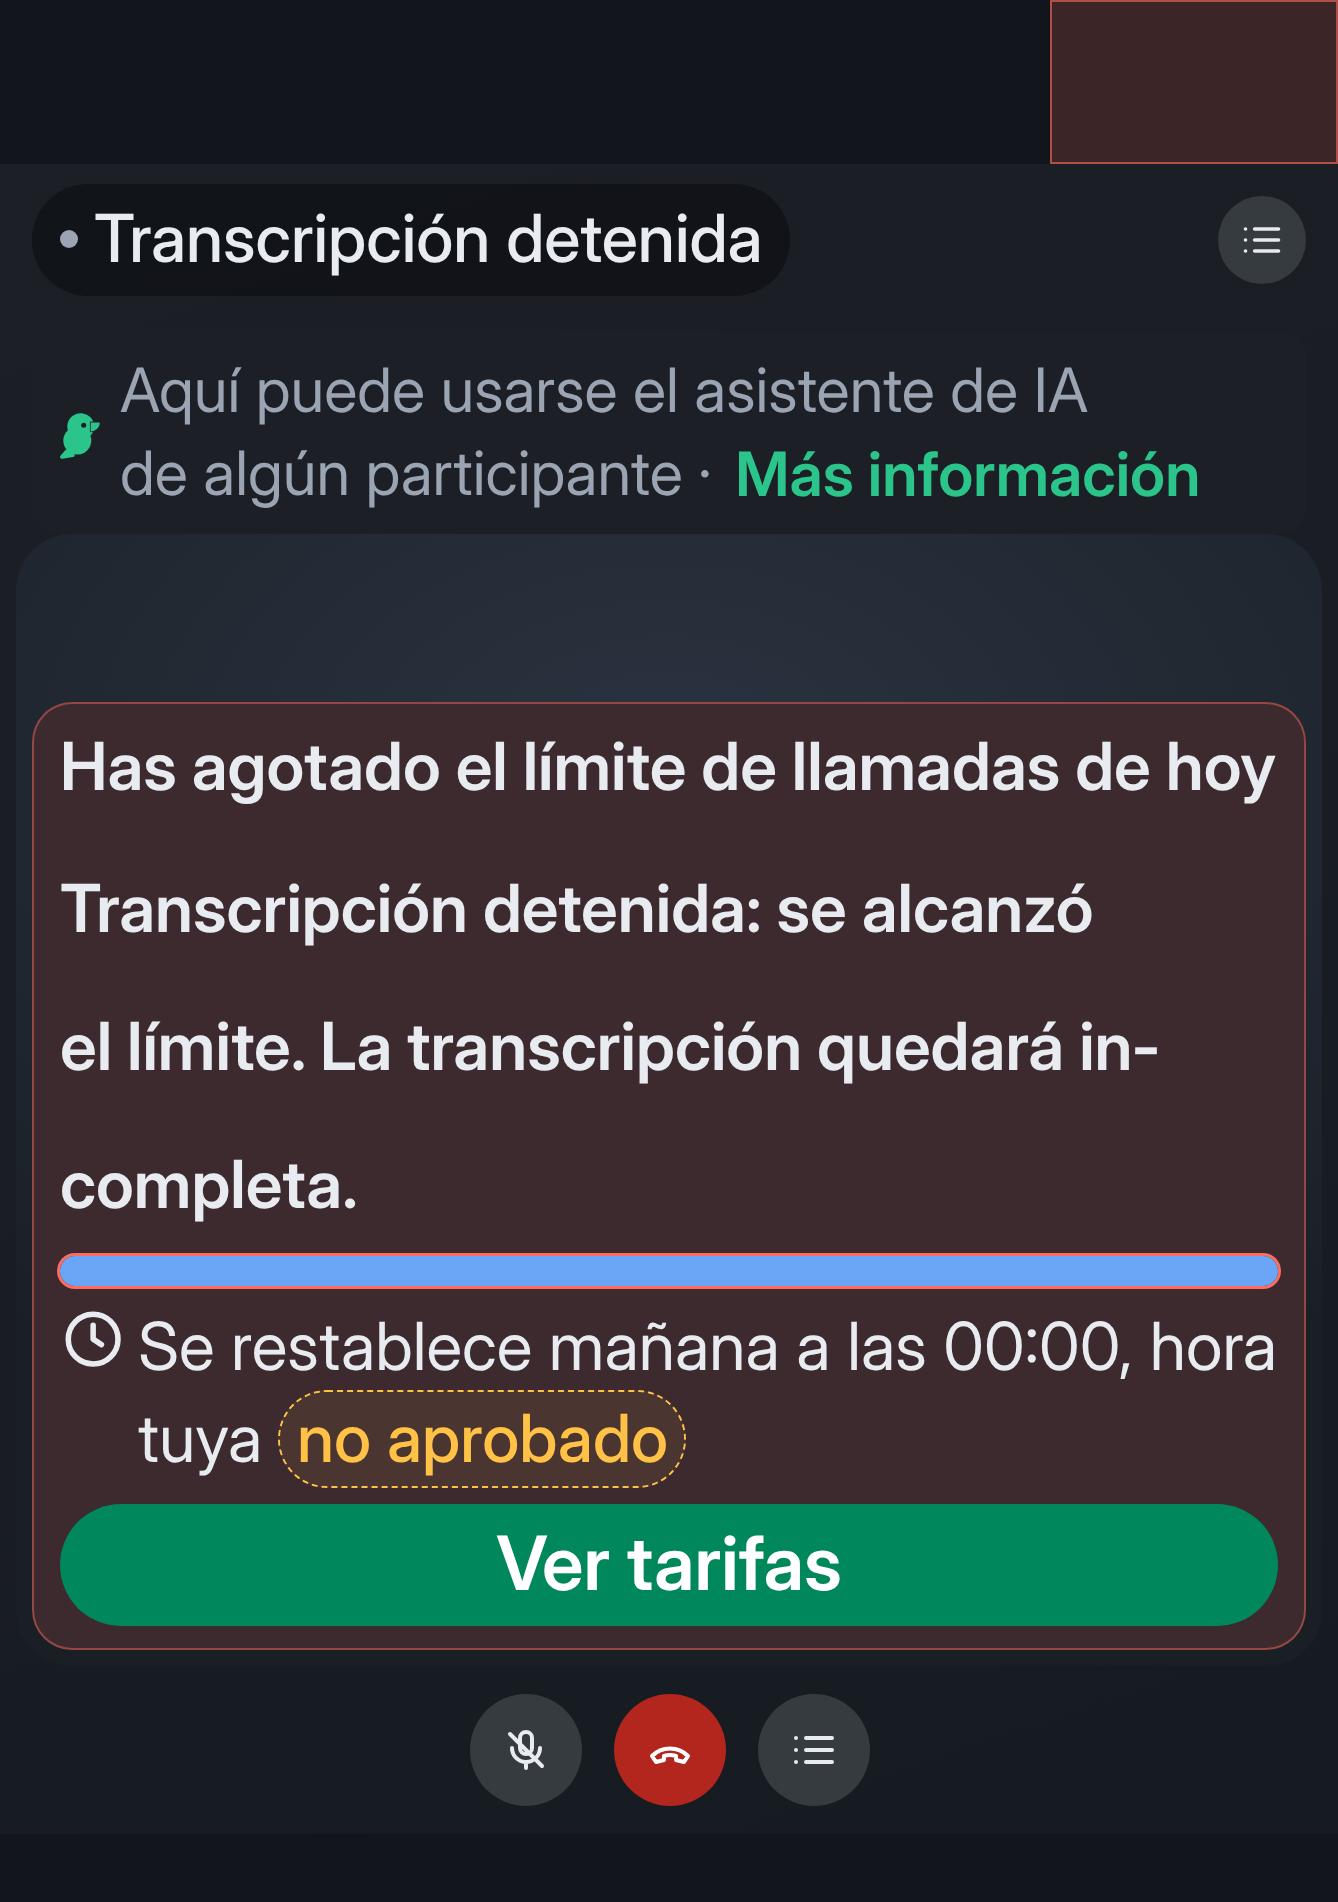 Transcripción detenida
Aquí puede usarse el asistente de IA
de algún participante · Más información
Has agotado el límite de llamadas de hoy
Transcripción detenida: se alcanzó
el límite. La transcripción quedará in-
completa.
Se restablece mañana a las 00:00, hora
tuya no aprobado
Ver tarifas